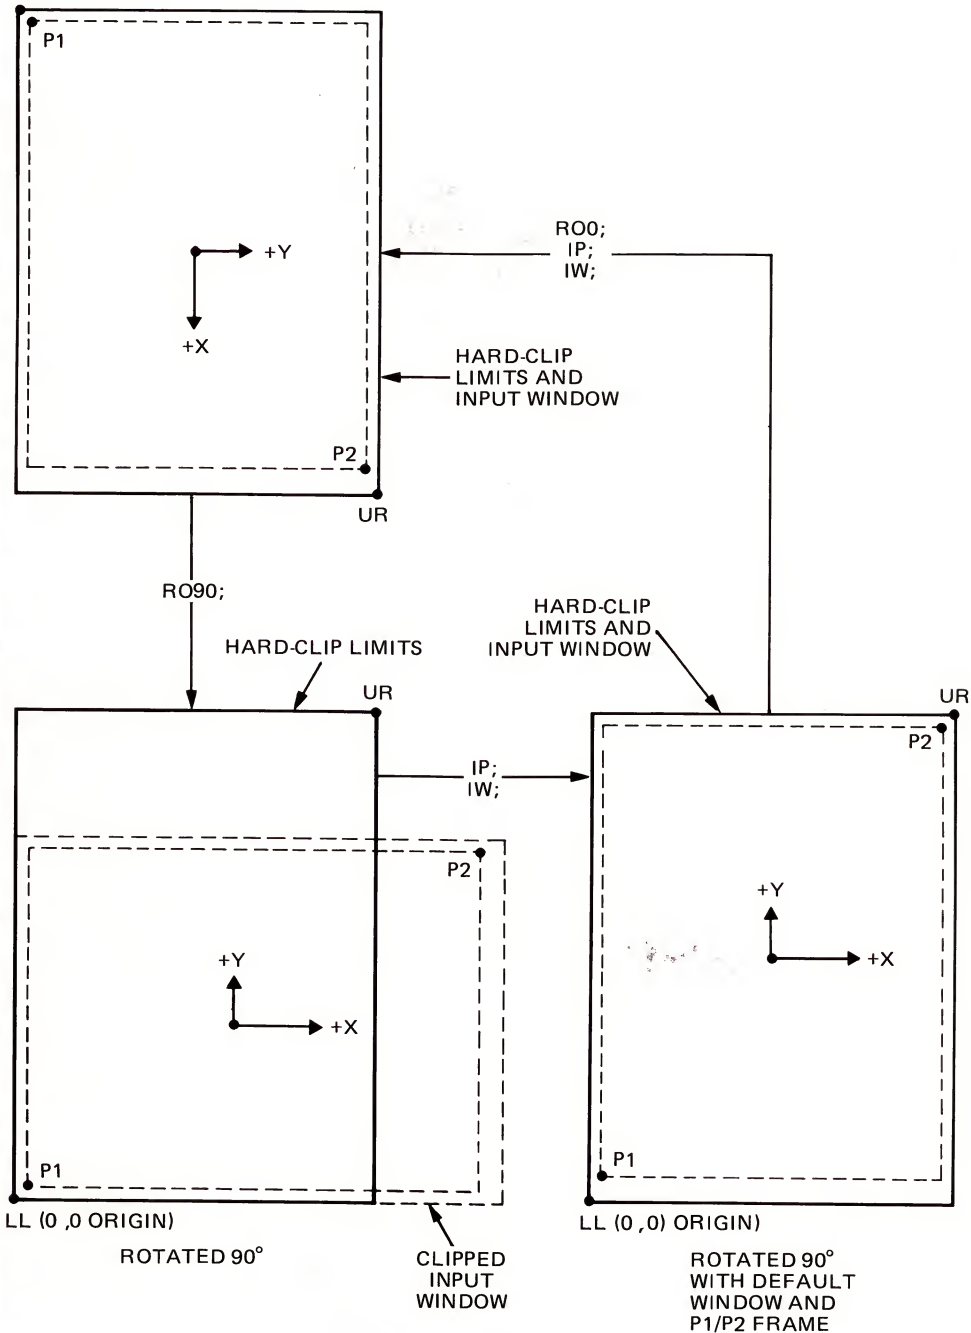 P1
+Y
+X
RO0;
IP;
IW;
HARD-CLIP
LIMITS AND
INPUT WINDOW
P2
UR
RO90;
HARD-CLIP LIMITS
UR
HARD-CLIP
LIMITS AND
INPUT WINDOW
UR
P2
IP;
IW;
P2
+Y
+X
+Y
+X
P1
P1
LL (0 ,0 ORIGIN)
ROTATED 90°
CLIPPED
INPUT
WINDOW
LL (0 ,0) ORIGIN)
ROTATED 90°
WITH DEFAULT
WINDOW AND
P1/P2 FRAME